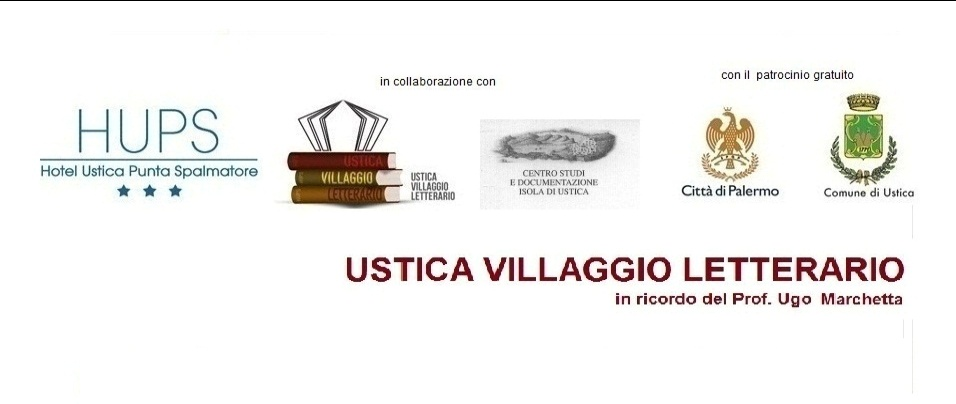 in collaborazione con
con il patrocinio gratuito
HUPS
Hotel Ustica Punta Spalmatore
USTICA
VILLAGGIO
LETTERARIO
USTICA
VILLAGGIO
LETTERARIO
CENTRO STUDI
E DOCUMENTAZIONE
ISOLA DI USTICA
Città di Palermo
Comune di Ustica
USTICA VILLAGGIO LETTERARIO
in ricordo del Prof. Ugo Marchetta